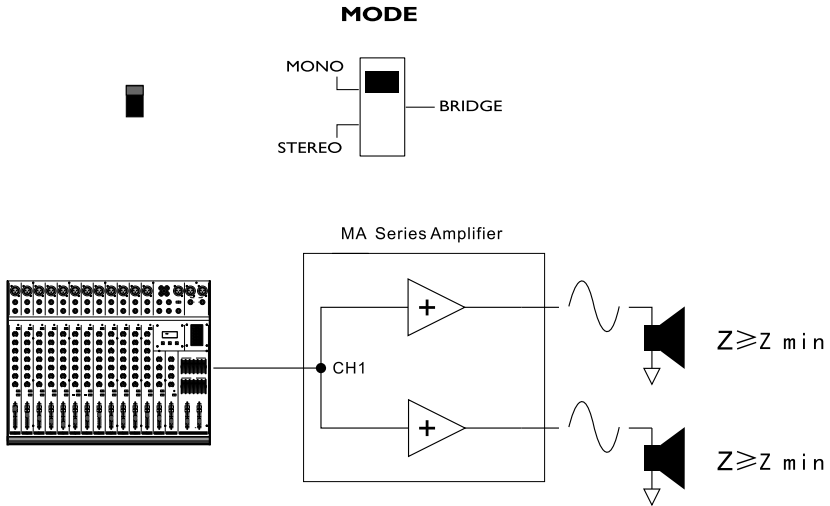 MODE
MONO
BRIDGE
STEREO
MA Series Amplifier
CH1
Z⩾Z min
Z⩾Z min